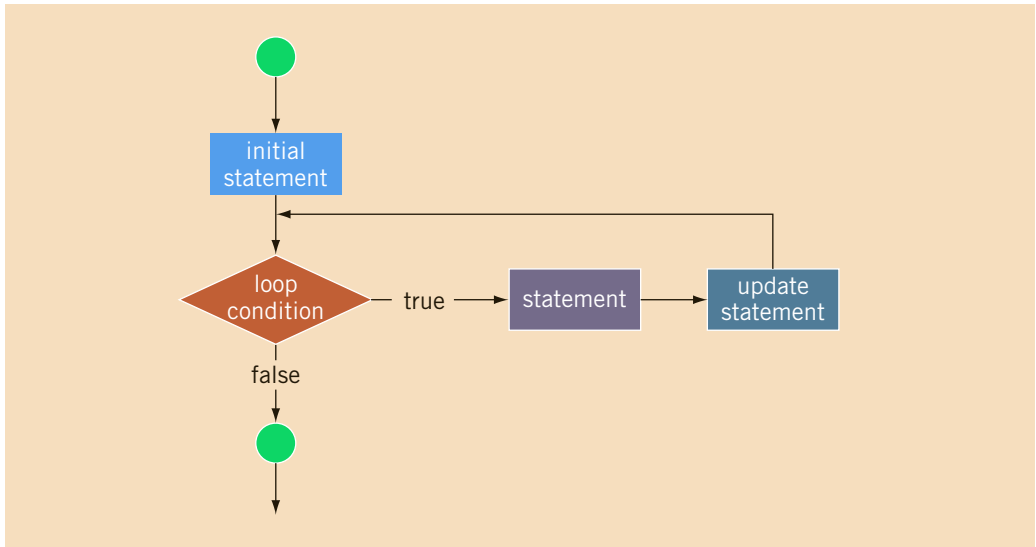 initial
statement
loop
condition
true
statement
update
statement
false